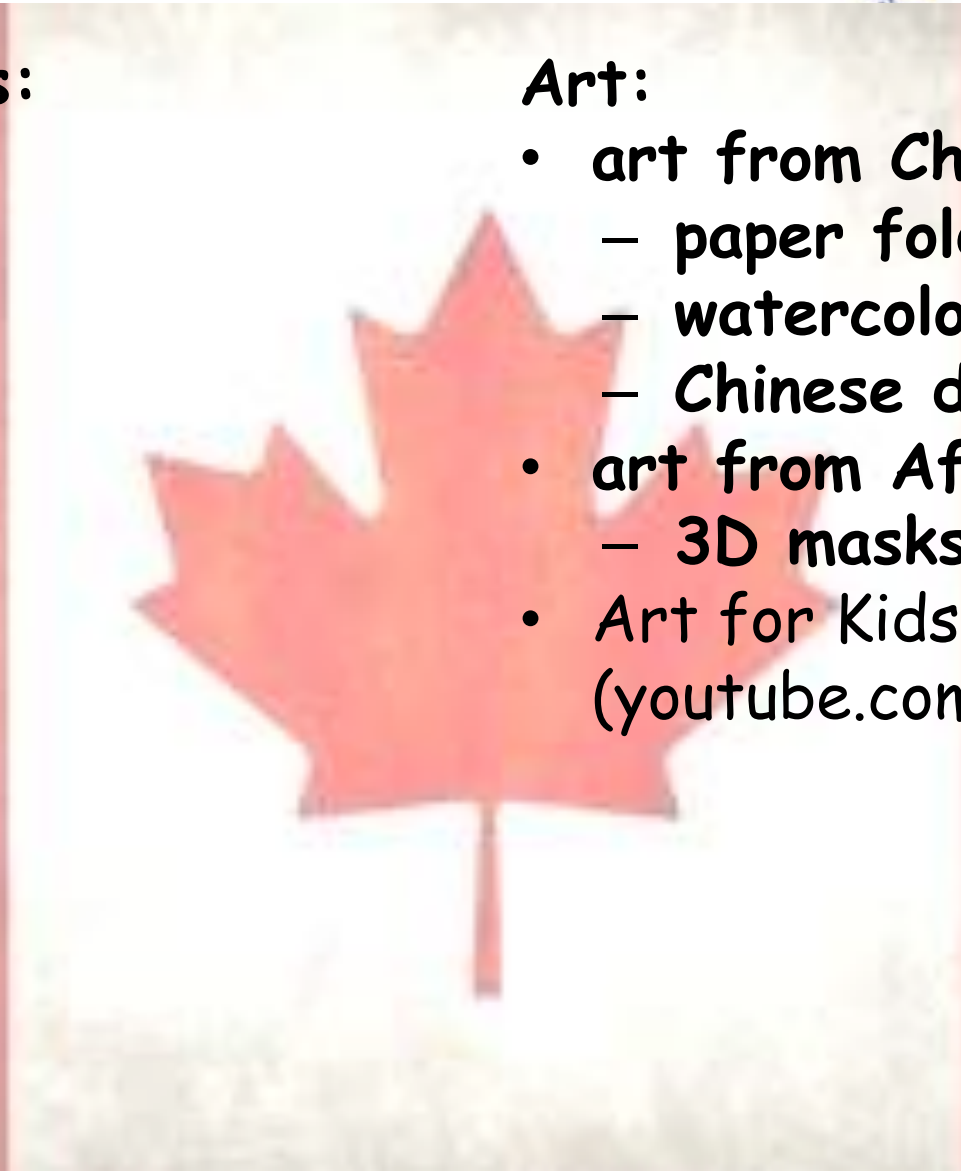 s:
Art:
• art from Ch
– paper fol
– watercolo
– Chinese d
• art from Af
– 3D masks
• Art for Kids
(youtube.con